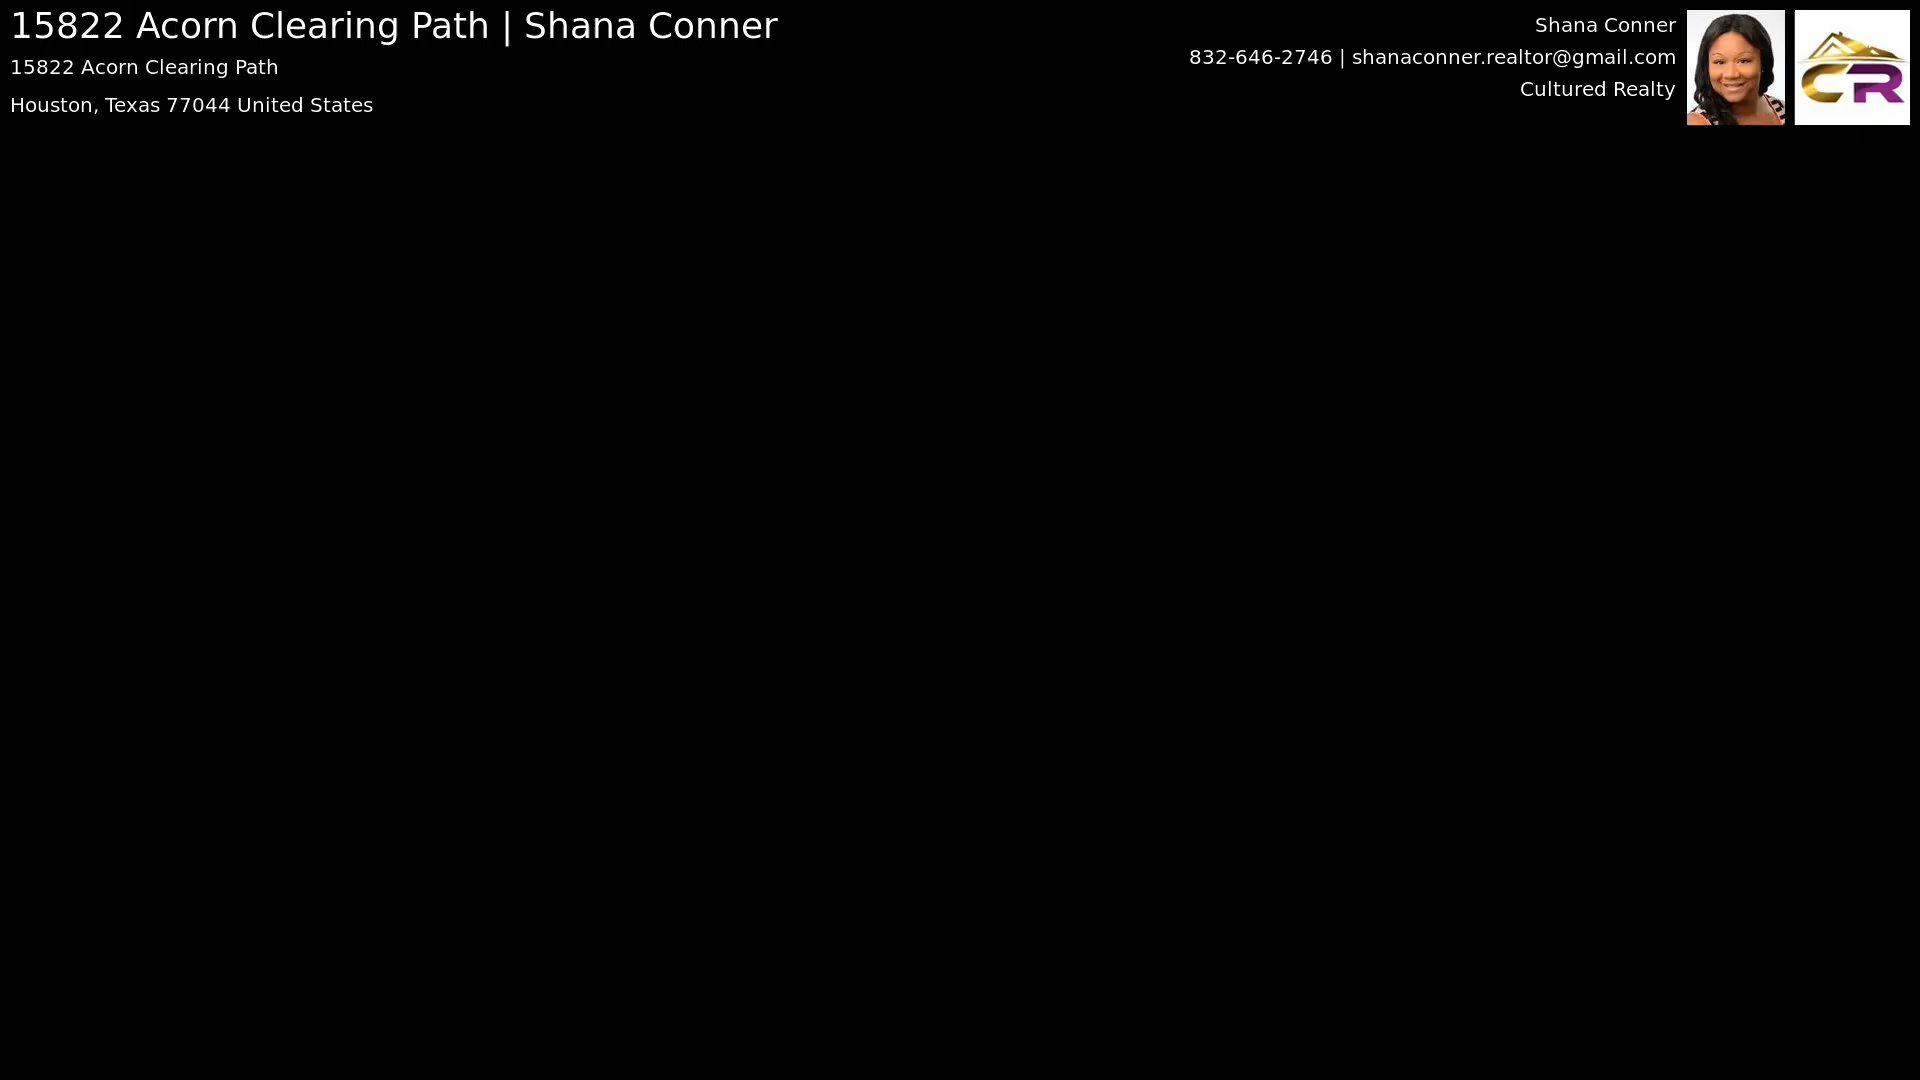 15822 Acorn Clearing Path | Shana Conner
15822 Acorn Clearing Path
Houston, Texas 77044 United States
Shana Conner
832-646-2746 | shanaconner.realtor@gmail.com
Cultured Realty
CR